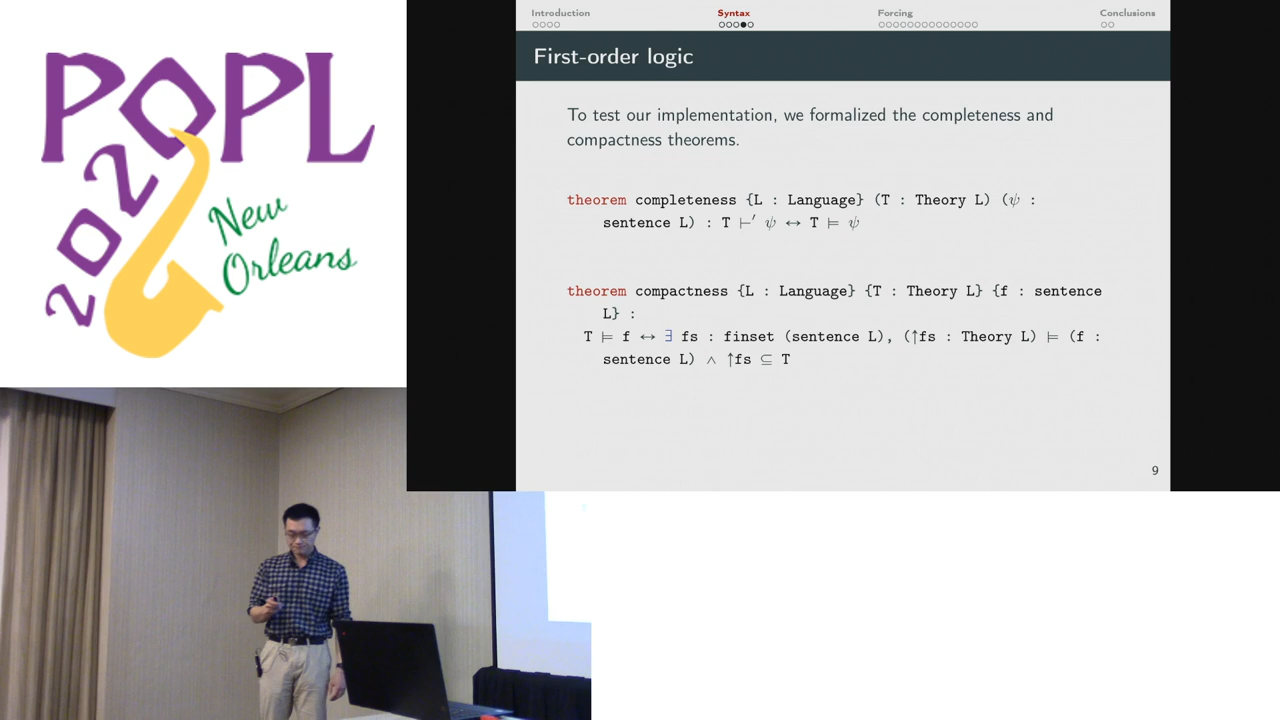 POPL
2020
New
Orleans
Introduction Syntax Forcing Conclusions
First-order logic
To test our implementation, we formalized the completeness and
compactness theorems.
theorem completeness {L : Language} (T : Theory L) (ψ :
sentence L) : T ⊢′ ψ ↔ T ⊨ ψ
theorem compactness {L : Language} {T : Theory L} {f : sentence
L} :
T ⊨ f ↔ ∃ fs : finset (sentence L), (↑fs : Theory L) ⊨ (f :
sentence L) ∧ ↑fs ⊆ T
9